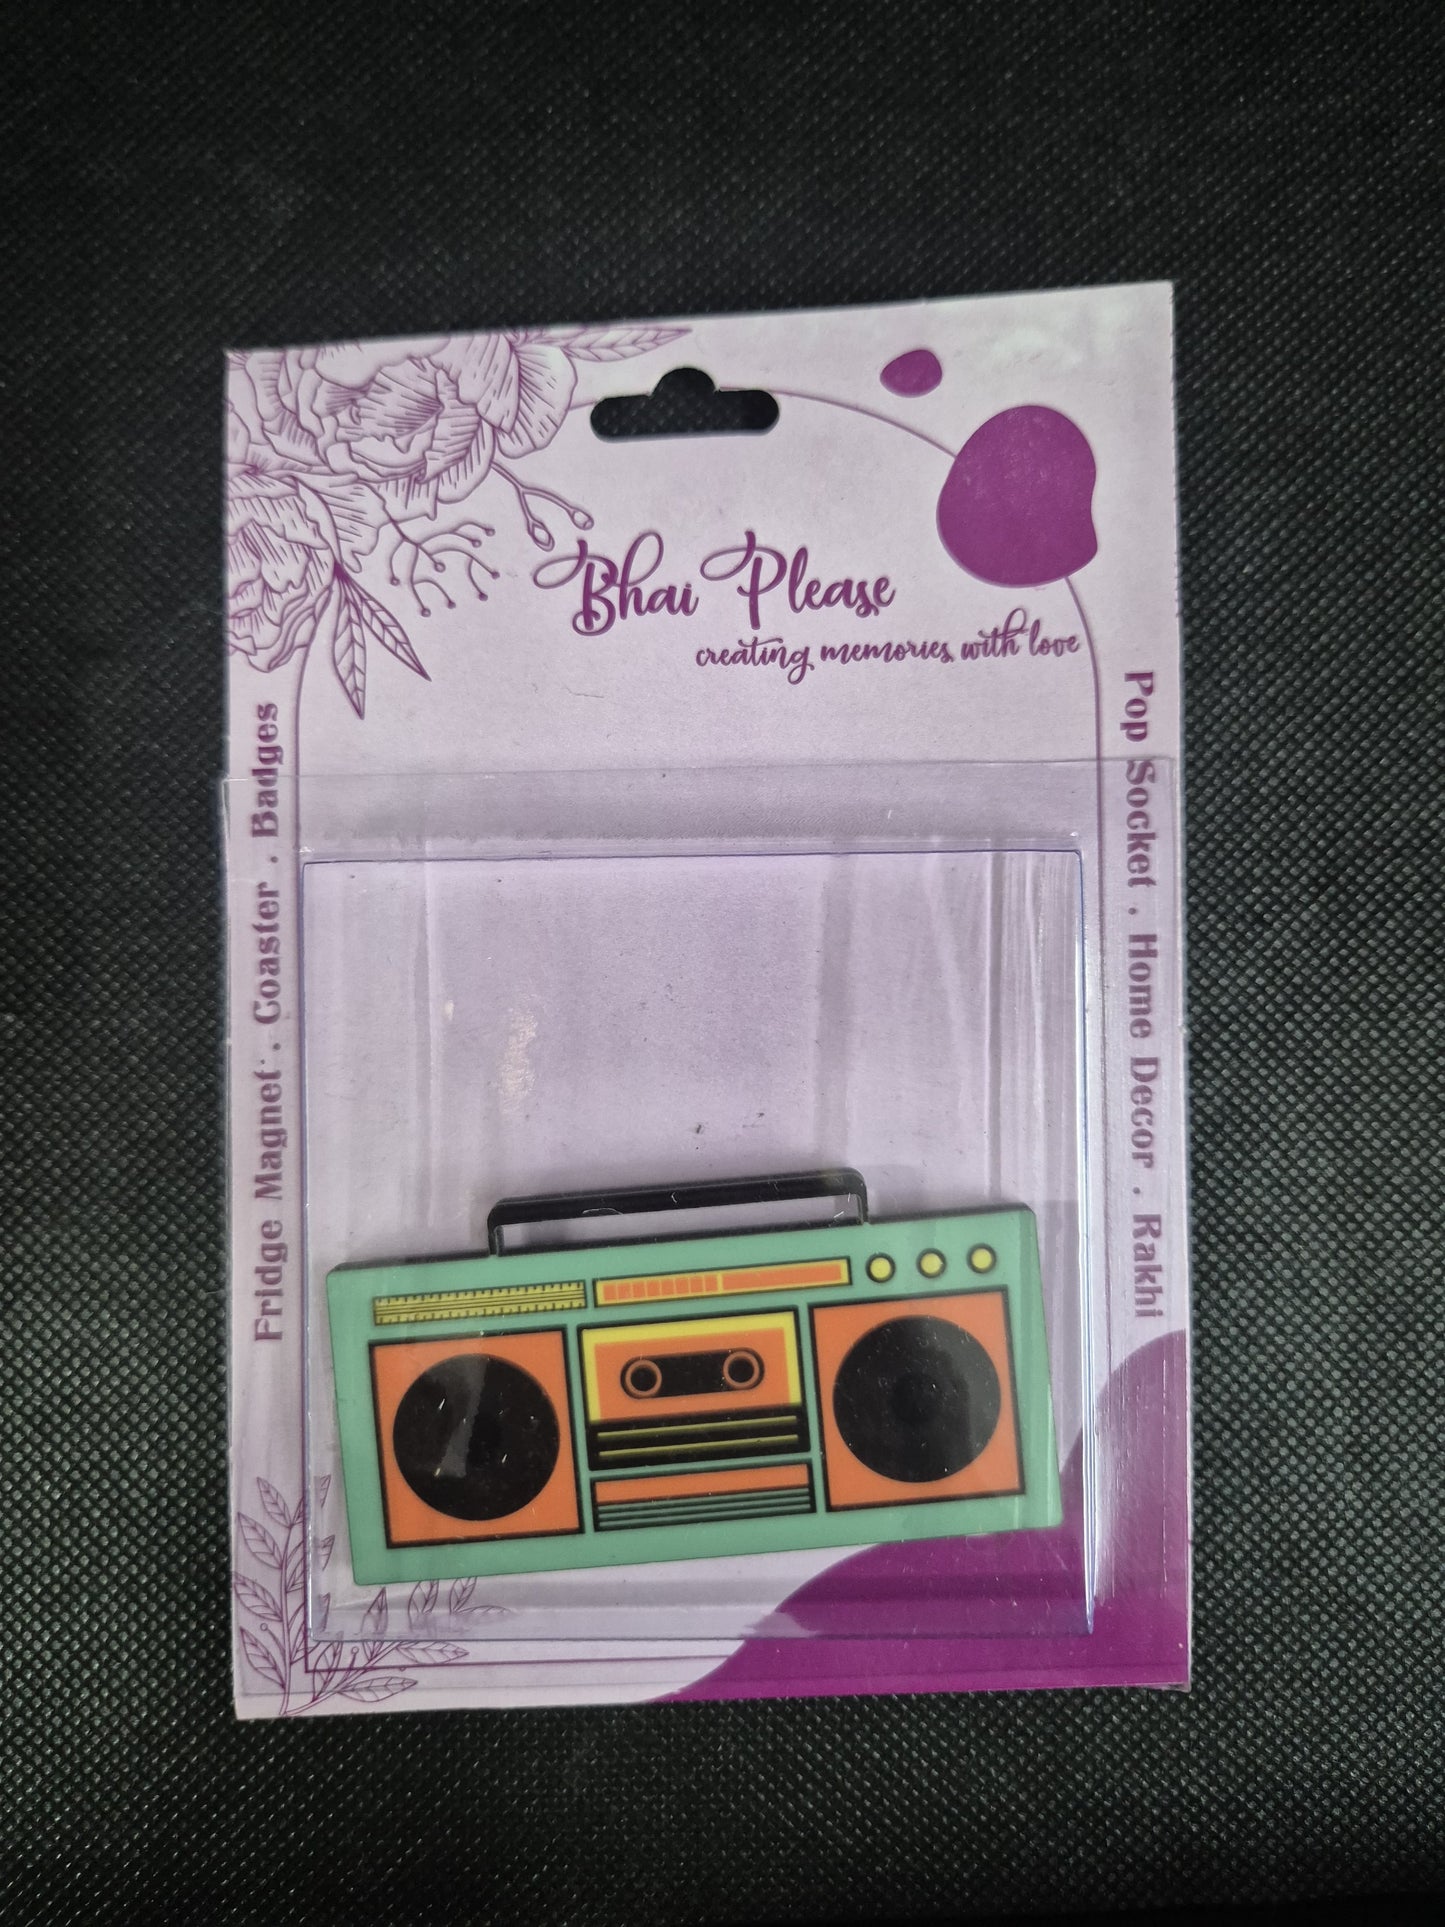 Bhai Please
creating memories with love
Fridge Magnet . Coaster . Badges
Pop Socket . Home Decor . Rakhi